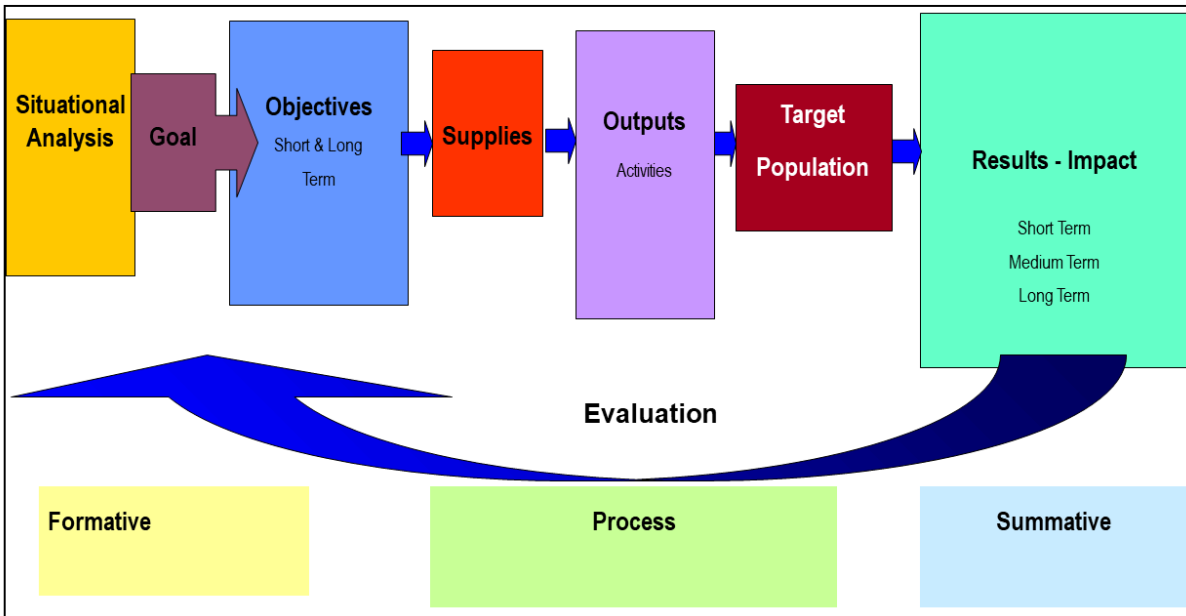 Situational
Analysis
Goal
Objectives
Short & Long
Term
Supplies
Outputs
Activities
Target
Population
Results - Impact
Short Term
Medium Term
Long Term
Evaluation
Formative
Process
Summative